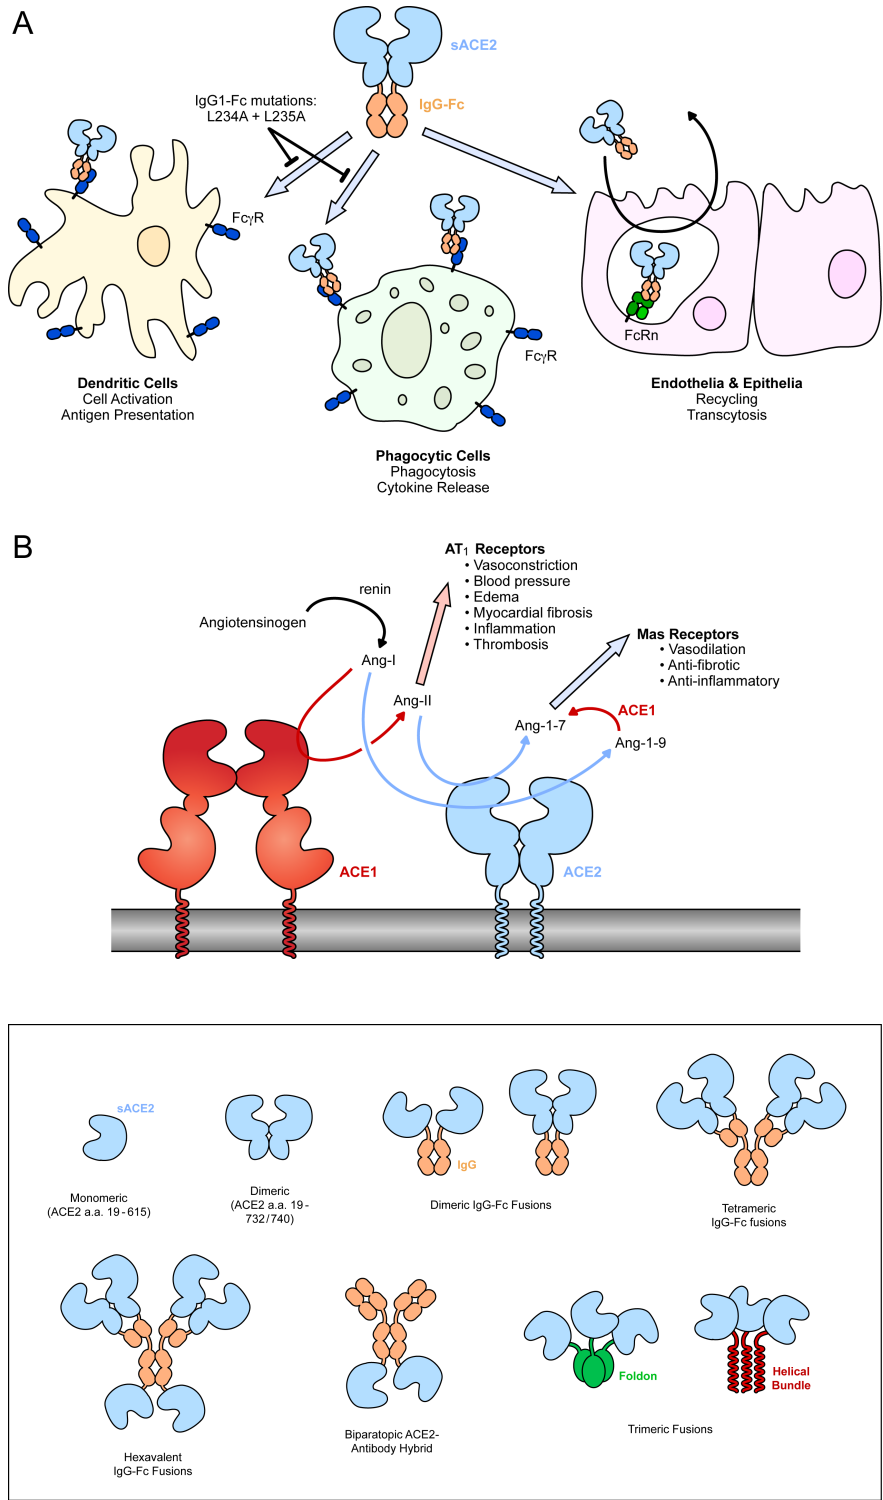 A
sACE2
IgG-Fc
IgG1-Fc mutations:
L234A + L235A
FcγR
FcγR
FcRn
Dendritic Cells
Cell Activation
Antigen Presentation
Phagocytic Cells
Phagocytosis
Cytokine Release
Endothelia & Epithelia
Recycling
Transcytosis
B
AT₁ Receptors
• Vasoconstriction
• Blood pressure
• Edema
• Myocardial fibrosis
• Inflammation
• Thrombosis
renin
Angiotensinogen
Ang-I
Ang-II
Mas Receptors
• Vasodilation
• Anti-fibrotic
• Anti-inflammatory
ACE1
Ang-1-7
Ang-1-9
ACE1
ACE2
sACE2
Monomeric
(ACE2 a.a. 19-615)
Dimeric
(ACE2 a.a. 19-
732/740)
IgG
Dimeric IgG-Fc Fusions
Tetrameric
IgG-Fc fusions
Hexavalent
IgG-Fc Fusions
Biparatopic ACE2-
Antibody Hybrid
Foldon
Helical
Bundle
Trimeric Fusions